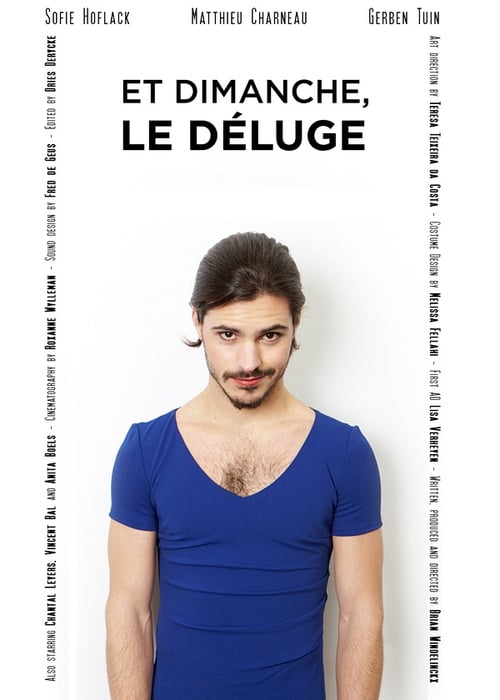 Sofie Hoflack Matthieu Charneau Gerben Tuin
ET DIMANCHE,
LE DÉLUGE
Also starring Chantal Leyers, Vincent Bal and Anita Boels - Cinematography by Roxanne Wylleman - Sound design by Fred de Geus - Edited by Dries Derycke
Art direction by Teresa Teixeira da Costa - Costume Design by Melissa Fellahi - First AD Lisa Verheyen - Written, produced and directed by Brian Windelinckx